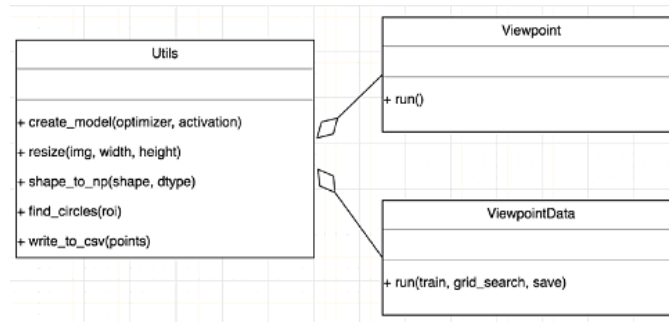 Utils
+ create_model(optimizer, activation)
+ resize(img, width, height)
+ shape_to_np(shape, dtype)
+ find_circles(roi)
+ write_to_csv(points)
Viewpoint
+ run()
ViewpointData
+ run(train, grid_search, save)